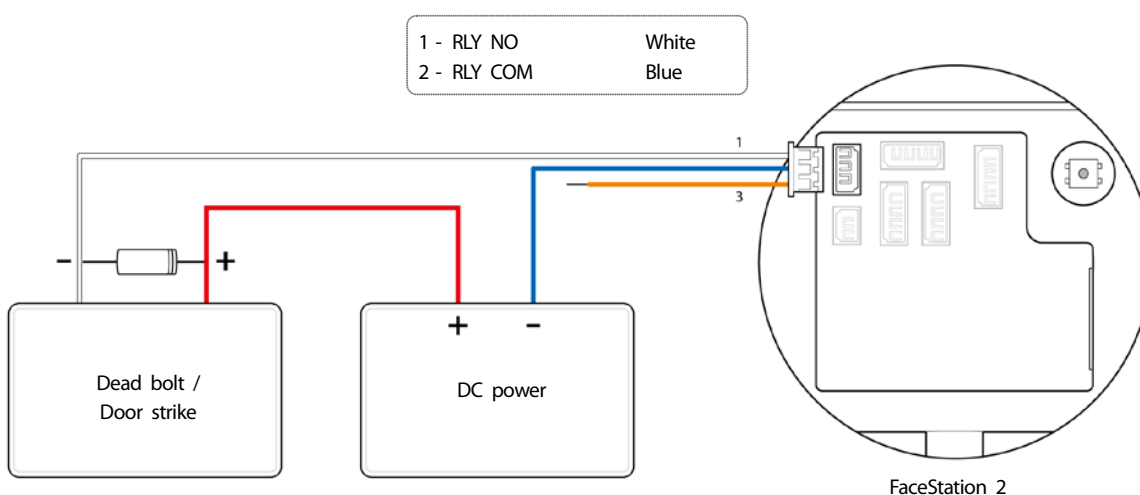 1 - RLY NO White
2 - RLY COM Blue
1
3
- +
+ -
Dead bolt /
Door strike
DC power
FaceStation 2